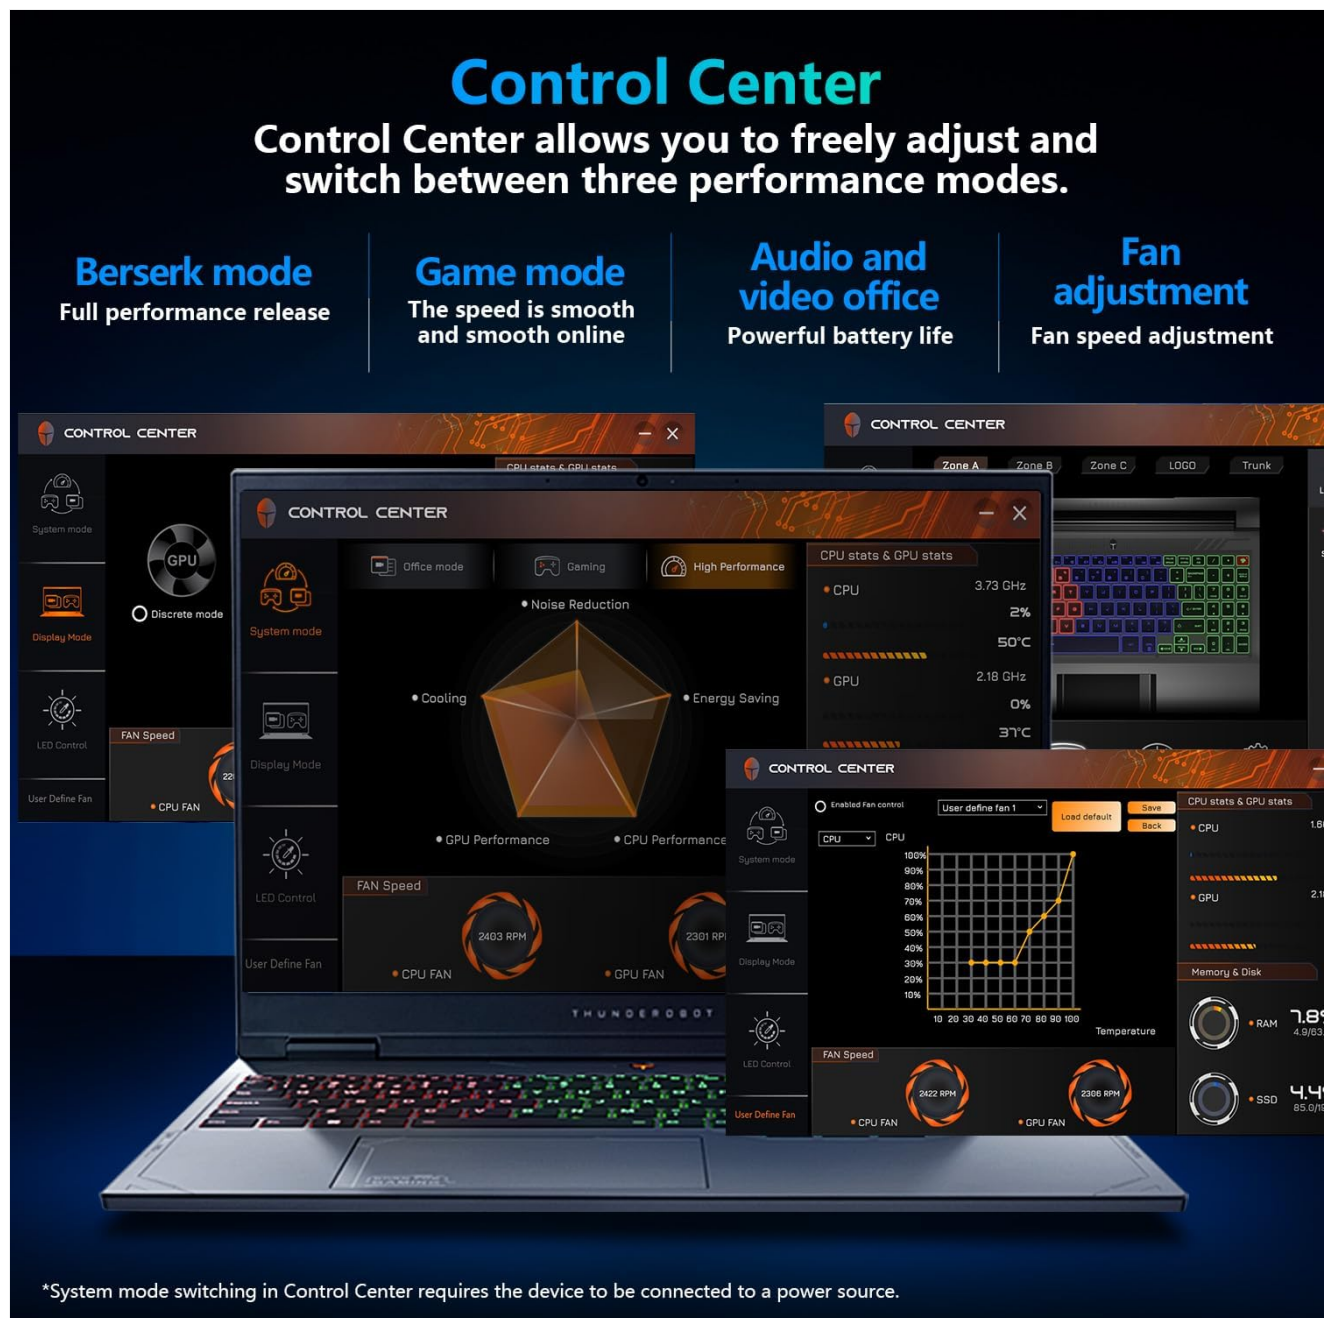 Control Center
Control Center allows you to freely adjust and
switch between three performance modes.
Berserk mode
Full performance release
Game mode
The speed is smooth
and smooth online
Audio and
video office
Powerful battery life
Fan
adjustment
Fan speed adjustment
CONTROL CENTER
CPU stats & GPU stats
System mode
GPU
Discrete mode
Display Mode
LED Control
FAN Speed
User Define Fan
CPU FAN
CONTROL CENTER
Zone A
Zone B
Zone C
LOGO
Trunk
CONTROL CENTER
Office mode
Gaming
High Performance
System mode
Display Mode
LED Control
User Define Fan
Noise Reduction
Cooling
Energy Saving
GPU Performance
CPU Performance
CPU stats & GPU stats
CPU
3.73 GHz
2%
50°C
GPU
2.18 GHz
0%
37°C
FAN Speed
2403 RPM
CPU FAN
2301 RP
GPU FAN
THUNDEROBOT
CONTROL CENTER
System mode
Display Mode
LED Control
User Define Fan
Enabled Fan control
User define fan 1
Load default
Save
Back
CPU
CPU
100%
90%
80%
70%
60%
50%
40%
30%
20%
10%
10 20 30 40 50 60 70 80 90 100
Temperature
FAN Speed
2422 RPM
CPU FAN
2306 RPM
GPU FAN
CPU stats & GPU stats
CPU
GPU
Memory & Disk
RAM
7.8%
SSD
4.4%
*System mode switching in Control Center requires the device to be connected to a power source.